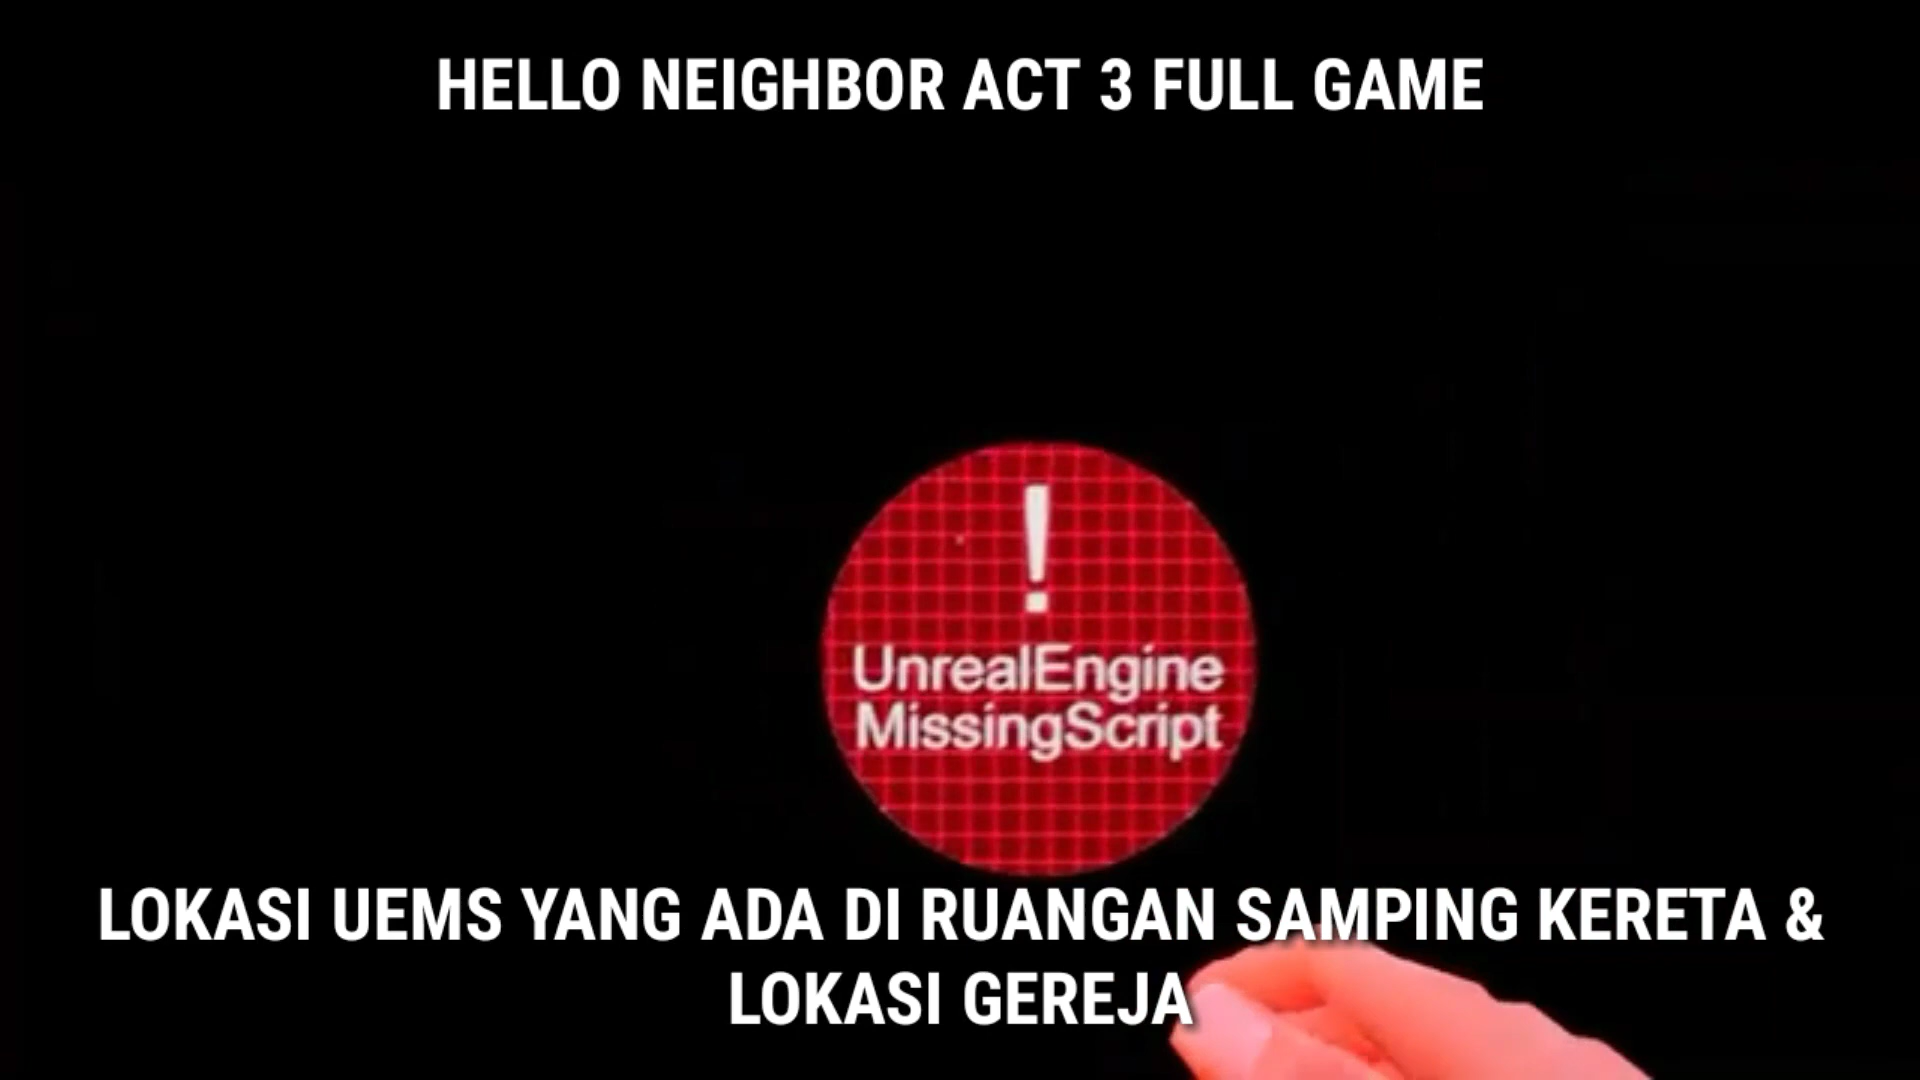 HELLO NEIGHBOR ACT 3 FULL GAME
!
UnrealEngine
MissingScript
LOKASI UEMS YANG ADA DI RUANGAN SAMPING KERETA &
LOKASI GEREJA